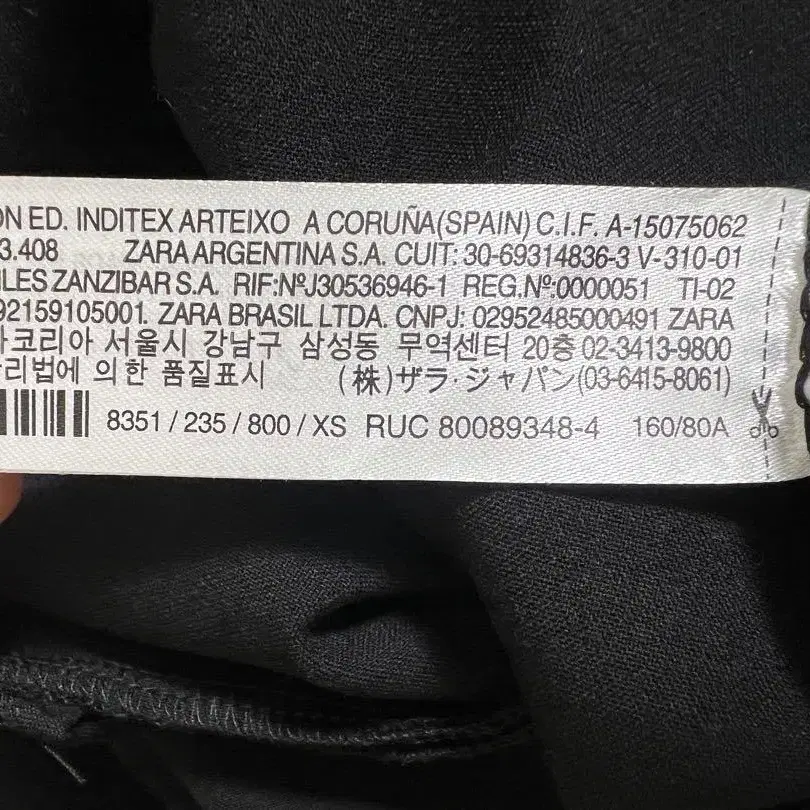 ON ED. INDITEX ARTEIXO A CORUÑA(SPAIN) C.I.F. A-15075062
3.408 ZARA ARGENTINA S.A. CUIT: 30-69314836-3 V-310-01
LES ZANZIBAR S.A. RIF:NºJ30536946-1 REG.Nº:0000051 TI-02
92159105001. ZARA BRASIL LTDA. CNPJ: 02952485000491 ZARA
라코리아 서울시 강남구 삼성동 무역센터 20층 02-3413-9800
리법에 의한 품질표시 (株)ザラ・ジャパン(03-6415-8061)
8351 / 235 / 800 / XS RUC 80089348-4 160/80A